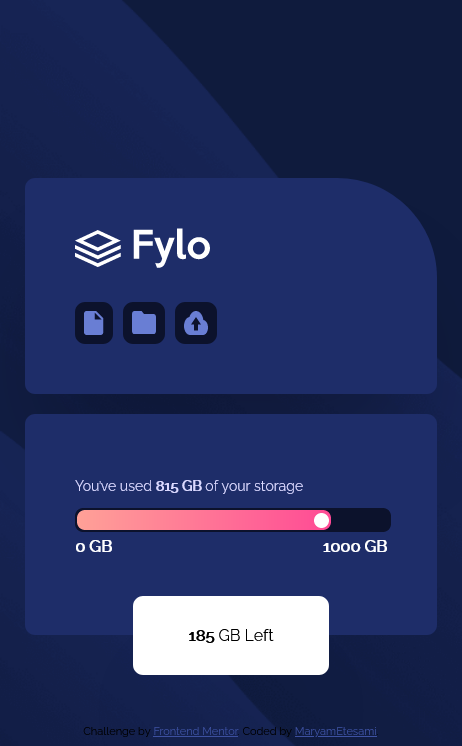 Fylo
You've used 815 GB of your storage
0 GB 1000 GB
185 GB Left
Challenge by Frontend Mentor. Coded by MaryamEtesami